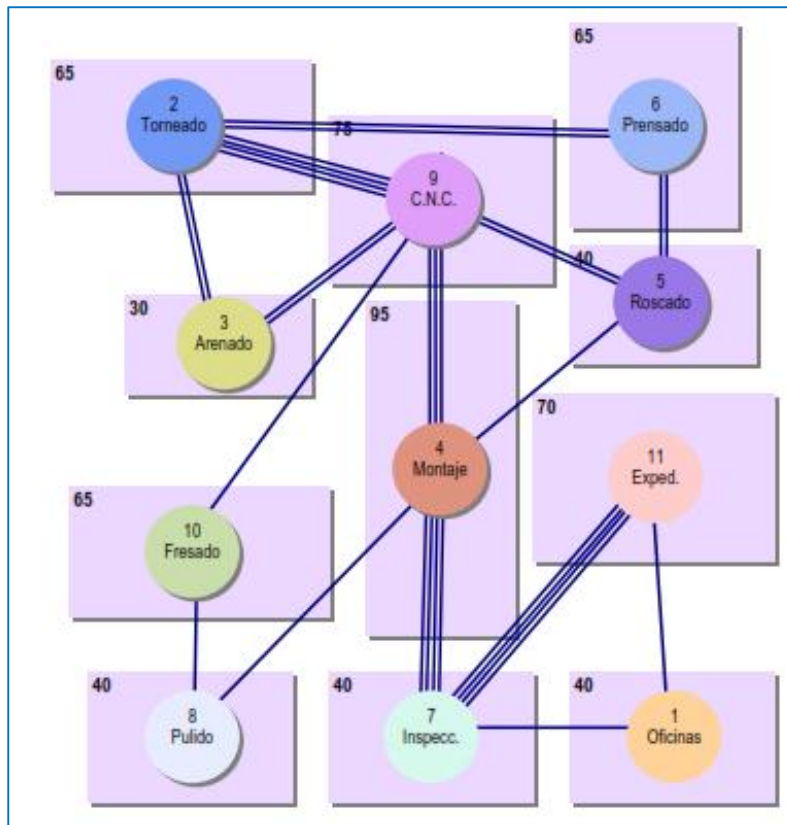 65
2
Torneado
65
6
Prensado
75
9
C.N.C.
30
3
Arenado
40
5
Roscado
95
4
Montaje
70
11
Exped.
65
10
Fresado
40
8
Pulido
40
7
Inspecc.
40
1
Oficinas